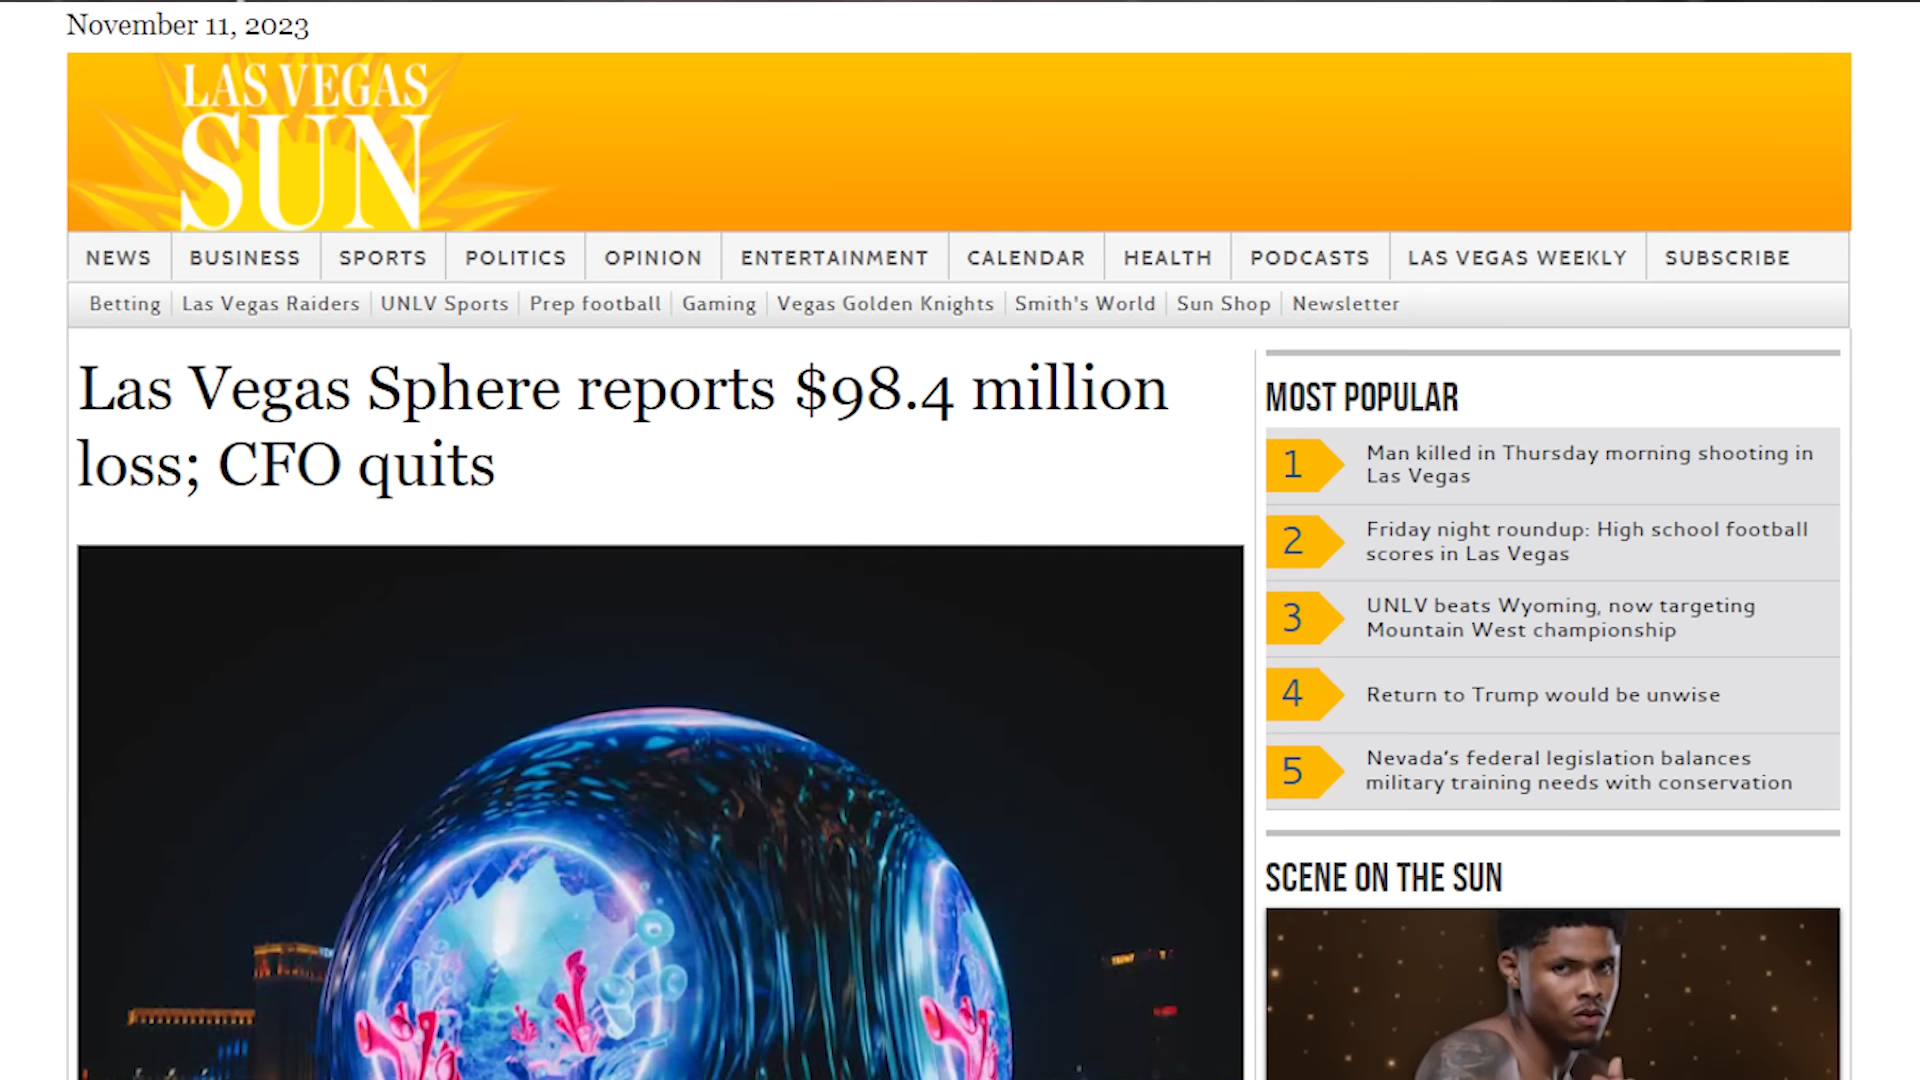 November 11, 2023
LAS VEGAS
SUN
NEWS BUSINESS SPORTS POLITICS OPINION ENTERTAINMENT CALENDAR HEALTH PODCASTS LAS VEGAS WEEKLY SUBSCRIBE
Betting Las Vegas Raiders UNLV Sports Prep football Gaming Vegas Golden Knights Smith's World Sun Shop Newsletter
Las Vegas Sphere reports $98.4 million
loss; CFO quits
TRUMP
MOST POPULAR
1 Man killed in Thursday morning shooting in
Las Vegas
2 Friday night roundup: High school football
scores in Las Vegas
3 UNLV beats Wyoming, now targeting
Mountain West championship
4 Return to Trump would be unwise
5 Nevada's federal legislation balances
military training needs with conservation
SCENE ON THE SUN